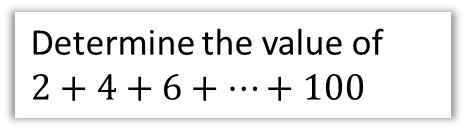 Determine the value of
2 + 4 + 6 + ⋯ + 100